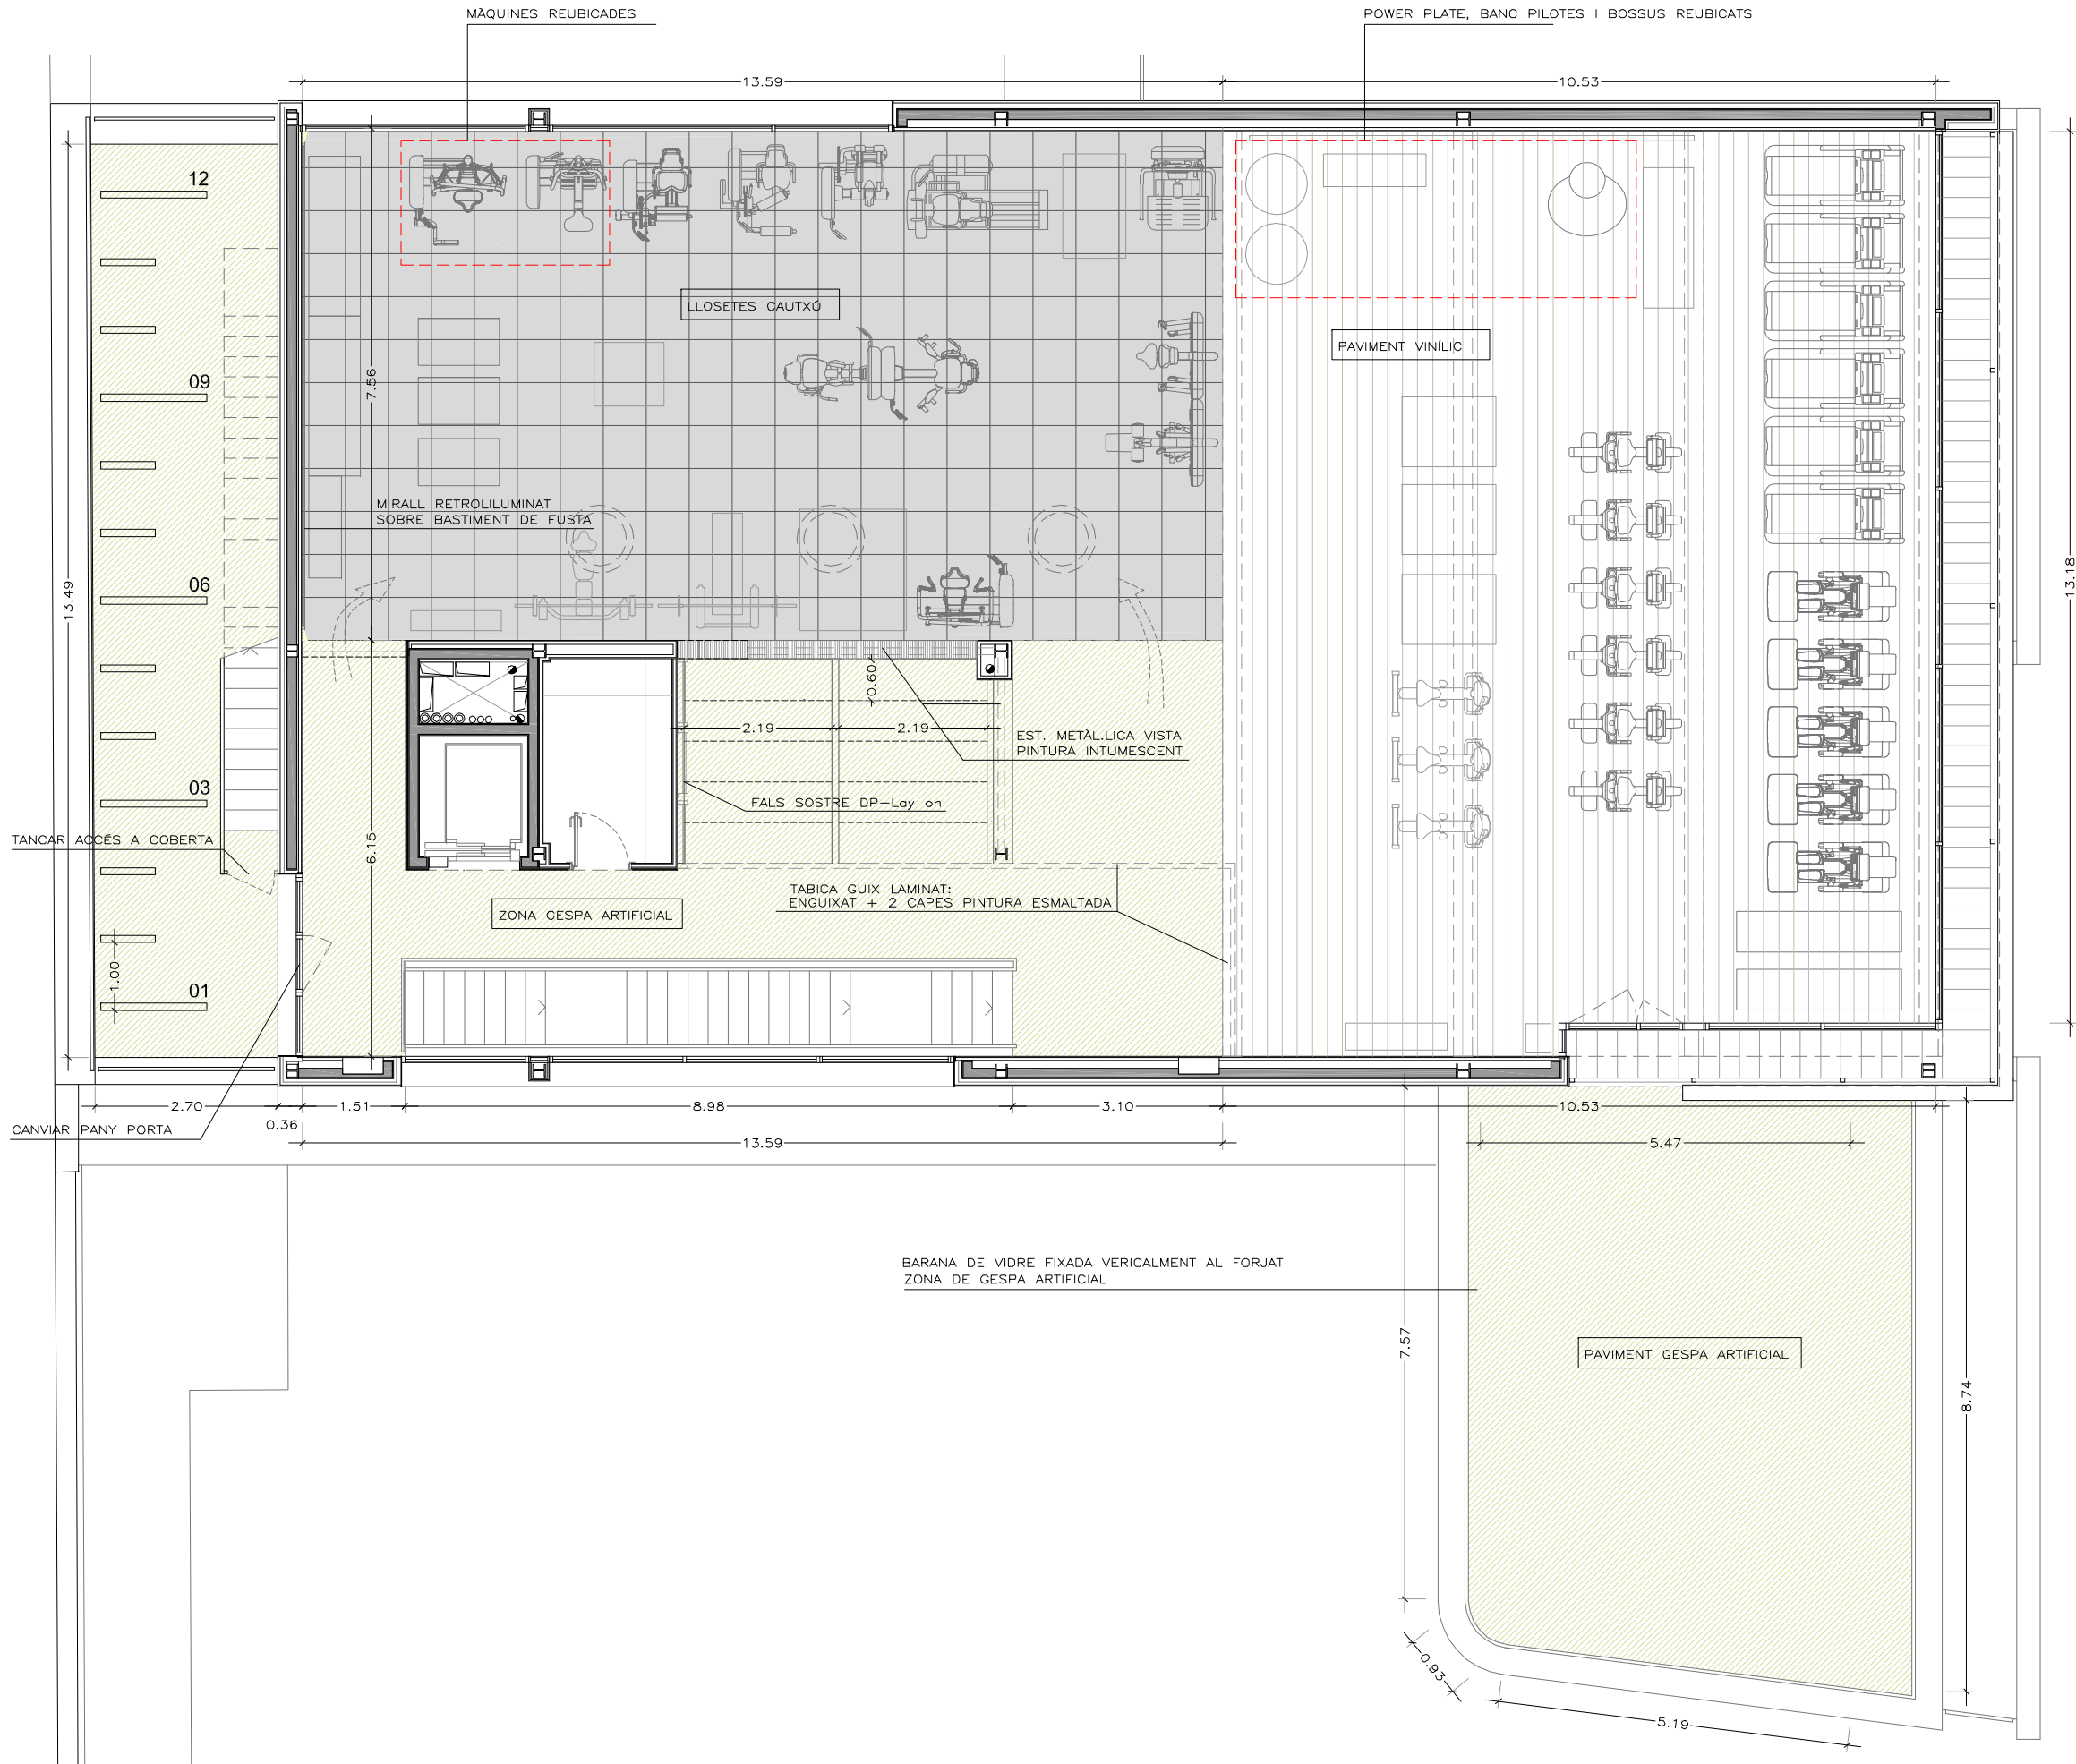 MÀQUINES REUBICADES
POWER PLATE, BANC PILOTES I BOSSUS REUBICATS
13.59
10.53
12
LLOSETES CAUTXÚ
PAVIMENT VINÍLIC
09
7.56
MIRALL RETROLILUMINAT
SOBRE BASTIMENT DE FUSTA
13.49
13.18
06
0.60
2.19
2.19
EST. METÀL.LICA VISTA
PINTURA INTUMESCENT
03
FALS SOSTRE DP-Lay on
TANCAR ACCÉS A COBERTA
6.15
TABICA GUIX LAMINAT:
ENGUIXAT + 2 CAPES PINTURA ESMALTADA
ZONA GESPA ARTIFICIAL
1.00
01
2.70
0.36
1.51
8.98
3.10
10.53
CANVIAR PANY PORTA
13.59
5.47
BARANA DE VIDRE FIXADA VERICALMENT AL FORJAT
ZONA DE GESPA ARTIFICIAL
7.57
PAVIMENT GESPA ARTIFICIAL
8.74
0.93
5.19